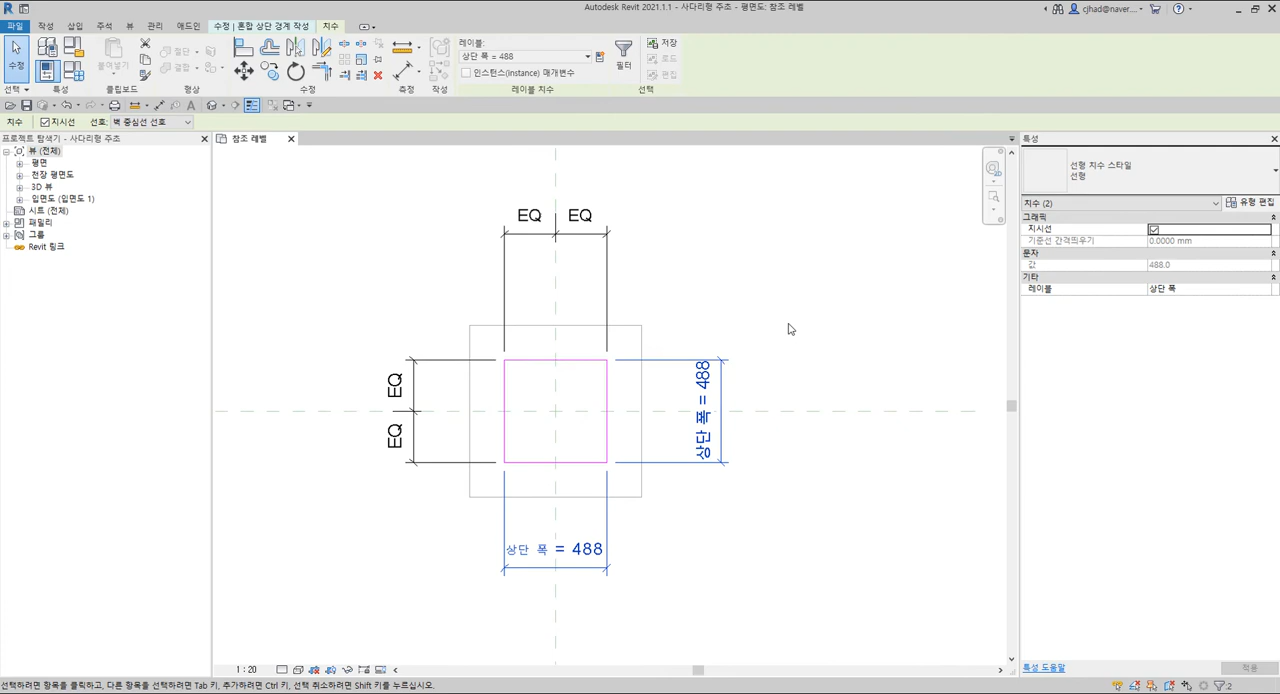 Autodesk Revit 2021.1.1 - 사다리형 주초 - 평면도: 참조 레벨
cjhad@naver....
파일 작성 삽입 주석 뷰 관리 애드인 수정 | 혼합 상단 경계 작성 지수
수정
붙여넣기
절단
결합
레이블:
상단 폭 = 488
인스턴스(Instance) 매개변수
필터
저장
로드
편집
선택 특성 클립보드 형상 수정 측정 작성 레이블 치수 선택
지수 지시선 선호: 벽 중심선 선호
프로젝트 탐색기 - 사다리형 주초
뷰 (전체)
평면
천장 평면도
3D 뷰
입면도 (입면도 1)
시트 (전체)
패밀리
그룹
Revit 링크
참조 레벨
EQ EQ
EQ
EQ
상단 폭 = 488
상단 폭 = 488
1 : 20
특성
선형 치수 스타일
선형
치수 (2)
유형 편집
그래픽
지시선
기준선 간격띄우기 0.0000 mm
문자
값 488.0
기타
레이블 상단 폭
특성 도움말
적용
선택하려면 항목을 클릭하고, 다른 항목을 선택하려면 Tab 키, 추가하려면 Ctrl 키, 선택 취소하려면 Shift 키를 누르십시오.
:2